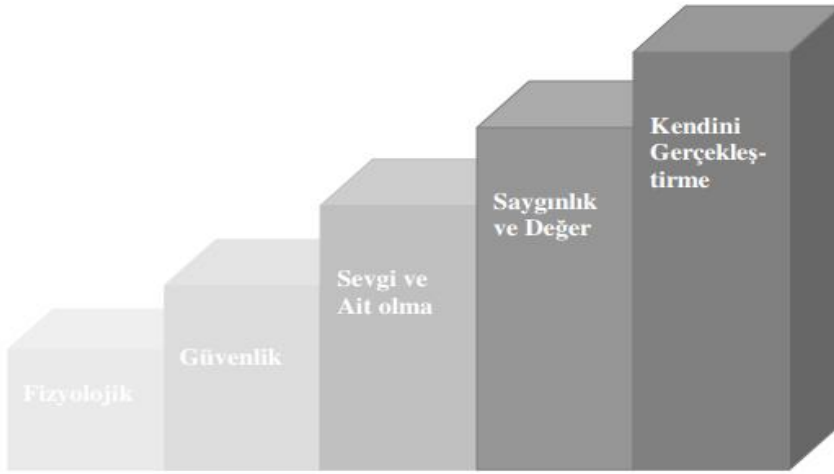 Fizyolojik
Güvenlik
Sevgi ve
Ait olma
Saygınlık
ve Değer
Kendini
Gerçekleş-
tirme